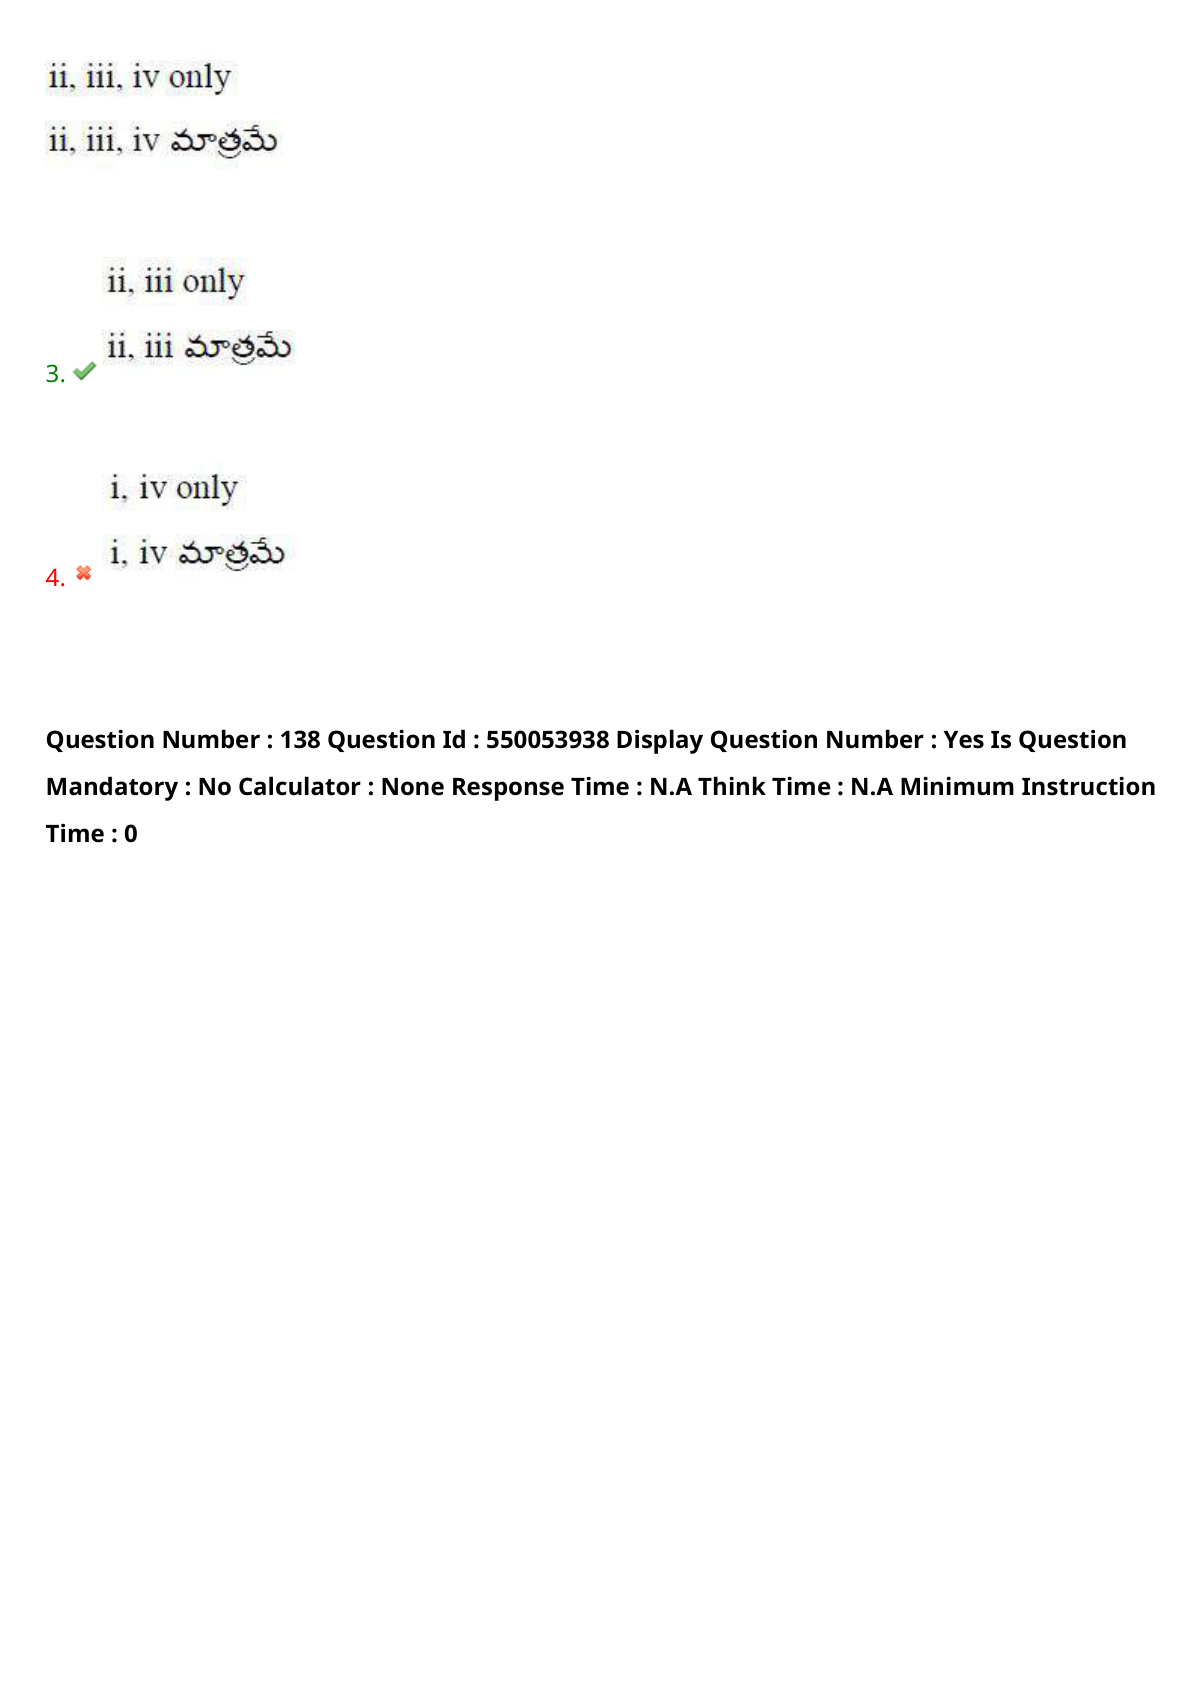 ii, iii, iv only
ii, iii, iv మాత్రమే
ii, iii only
ii, iii మాత్రమే
3.
i, iv only
i, iv మాత్రమే
4.
Question Number : 138 Question Id : 550053938 Display Question Number : Yes Is Question
Mandatory : No Calculator : None Response Time : N.A Think Time : N.A Minimum Instruction
Time : 0